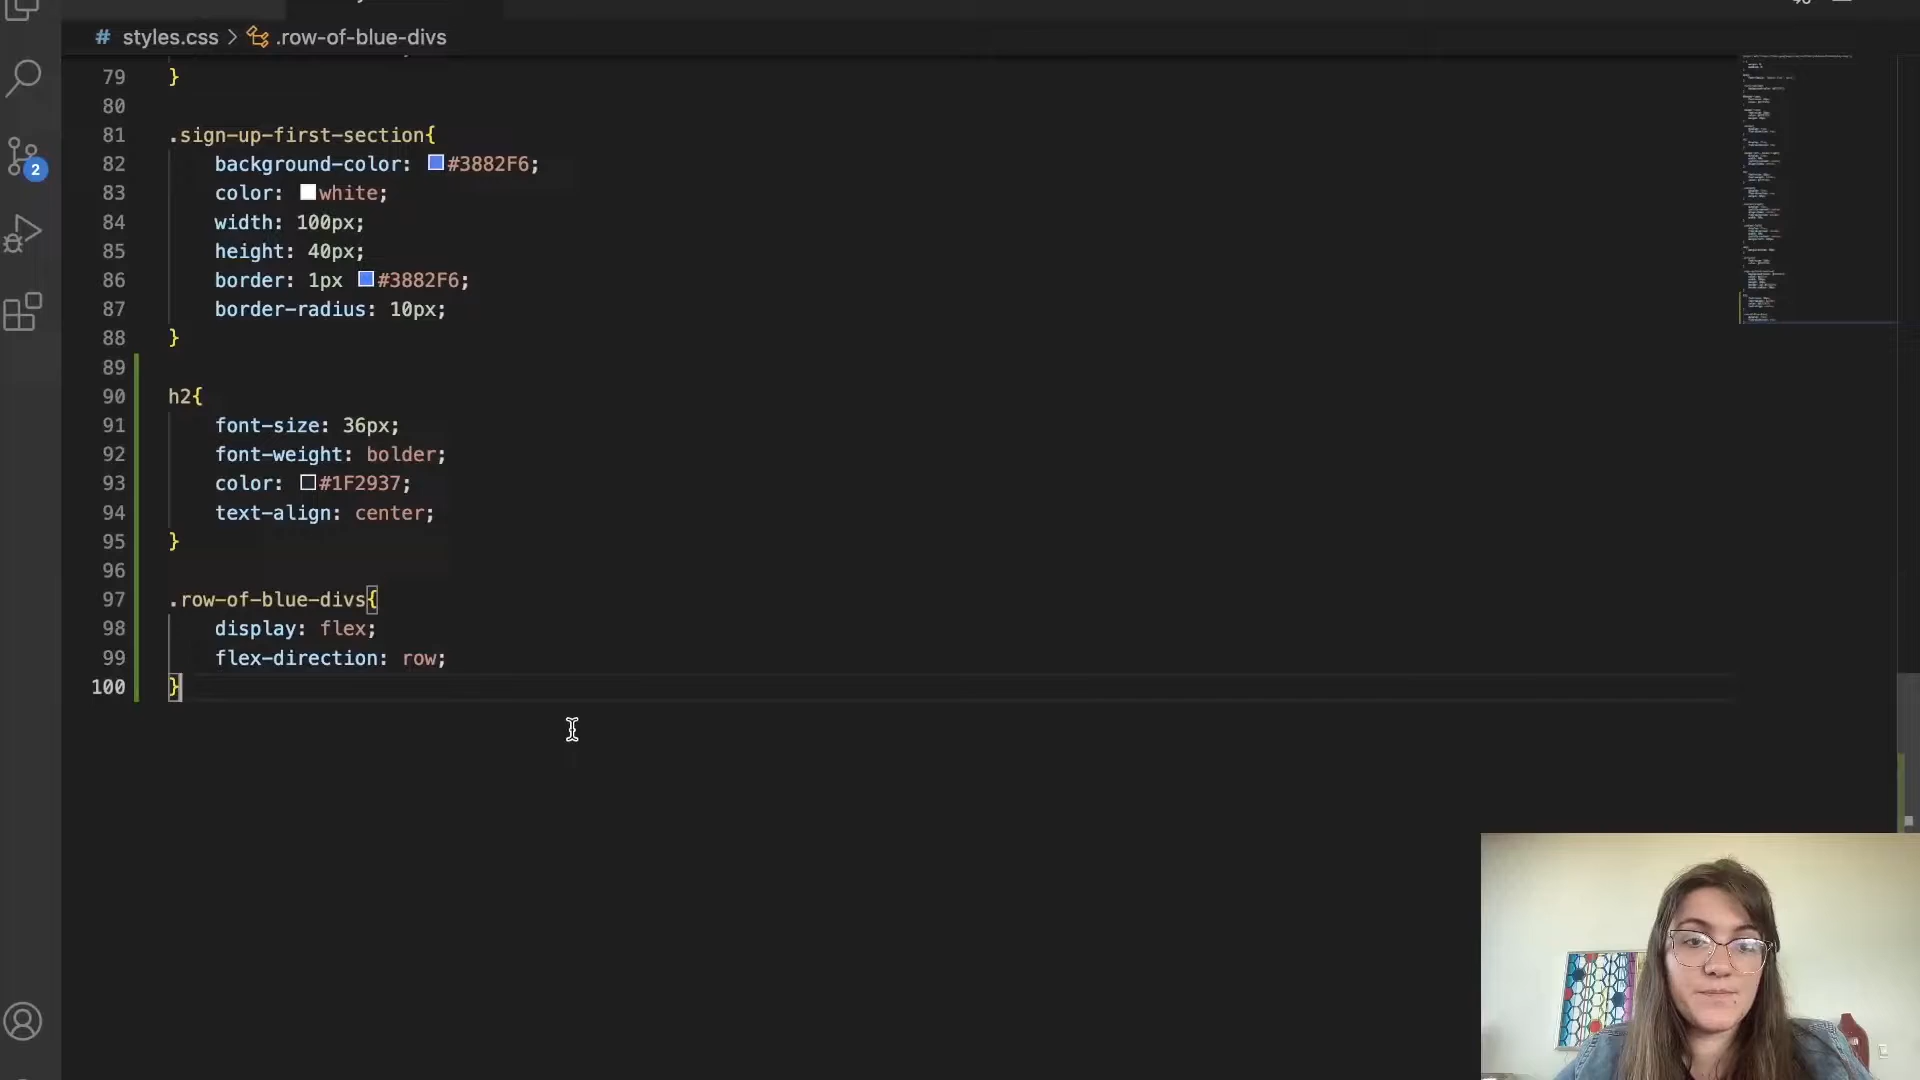 # styles.css > .row-of-blue-divs
79 }
80
81 .sign-up-first-section{
82 background-color: #3882F6;
83 color: white;
84 width: 100px;
85 height: 40px;
86 border: 1px #3882F6;
87 border-radius: 10px;
88 }
89
90 h2{
91 font-size: 36px;
92 font-weight: bolder;
93 color: #1F2937;
94 text-align: center;
95 }
96
97 .row-of-blue-divs{
98 display: flex;
99 flex-direction: row;
100 }
2